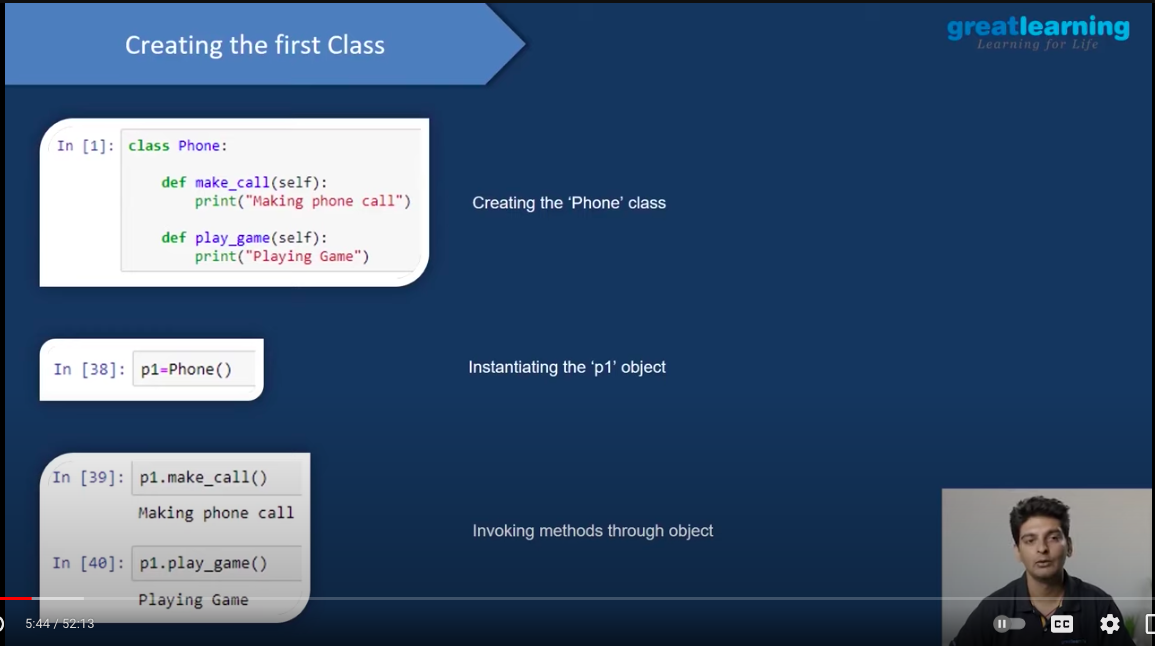 Creating the first Class
greatlearning
Learning for Life
In [1]: class Phone:
def make_call(self):
print("Making phone call")
def play_game(self):
print("Playing Game")
Creating the ‘Phone’ class
In [38]: p1=Phone()
Instantiating the ‘p1’ object
In [39]: p1.make_call()
Making phone call
In [40]: p1.play_game()
Playing Game
Invoking methods through object
5:44 / 52:13
CC